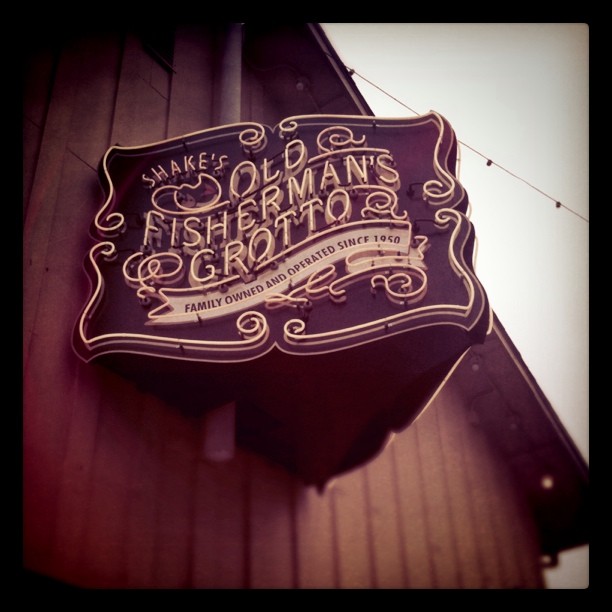 SHAKE'S
OLD
FISHERMAN'S
GROTTO
FAMILY OWNED AND OPERATED SINCE 1950